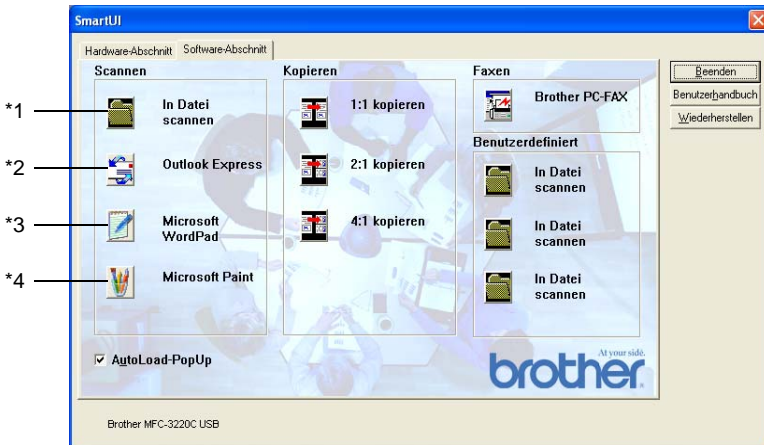 SmartUI
Hardware-Abschnitt Software-Abschnitt
Scannen
*1 In Datei
scannen
*2 Outlook Express
*3 Microsoft
WordPad
*4 Microsoft Paint
Kopieren
1:1 kopieren
2:1 kopieren
4:1 kopieren
Faxen
Brother PC-FAX
Benutzerdefiniert
In Datei
scannen
In Datei
scannen
In Datei
scannen
Beenden
Benutzerhandbuch
Wiederherstellen
AutoLoad-PopUp
At your side.
brother
Brother MFC-3220C USB